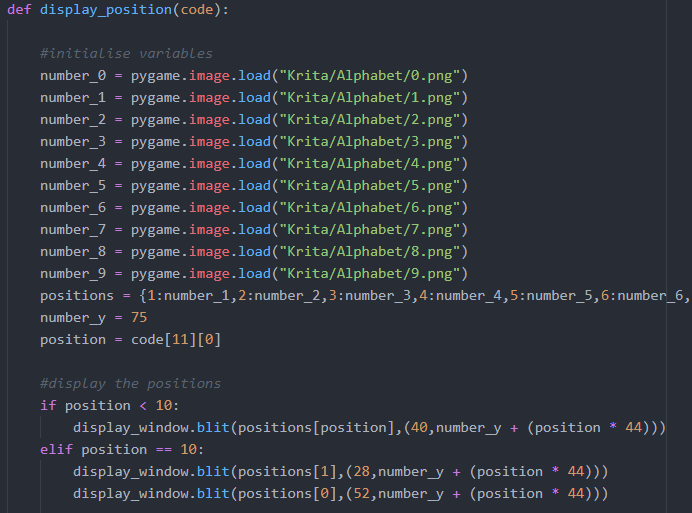 def display_position(code):
#initialise variables
number_0 = pygame.image.load("Krita/Alphabet/0.png")
number_1 = pygame.image.load("Krita/Alphabet/1.png")
number_2 = pygame.image.load("Krita/Alphabet/2.png")
number_3 = pygame.image.load("Krita/Alphabet/3.png")
number_4 = pygame.image.load("Krita/Alphabet/4.png")
number_5 = pygame.image.load("Krita/Alphabet/5.png")
number_6 = pygame.image.load("Krita/Alphabet/6.png")
number_7 = pygame.image.load("Krita/Alphabet/7.png")
number_8 = pygame.image.load("Krita/Alphabet/8.png")
number_9 = pygame.image.load("Krita/Alphabet/9.png")
positions = {1:number_1,2:number_2,3:number_3,4:number_4,5:number_5,6:number_6,
number_y = 75
position = code[11][0]
#display the positions
if position < 10:
display_window.blit(positions[position],(40,number_y + (position * 44)))
elif position == 10:
display_window.blit(positions[1],(28,number_y + (position * 44)))
display_window.blit(positions[0],(52,number_y + (position * 44)))